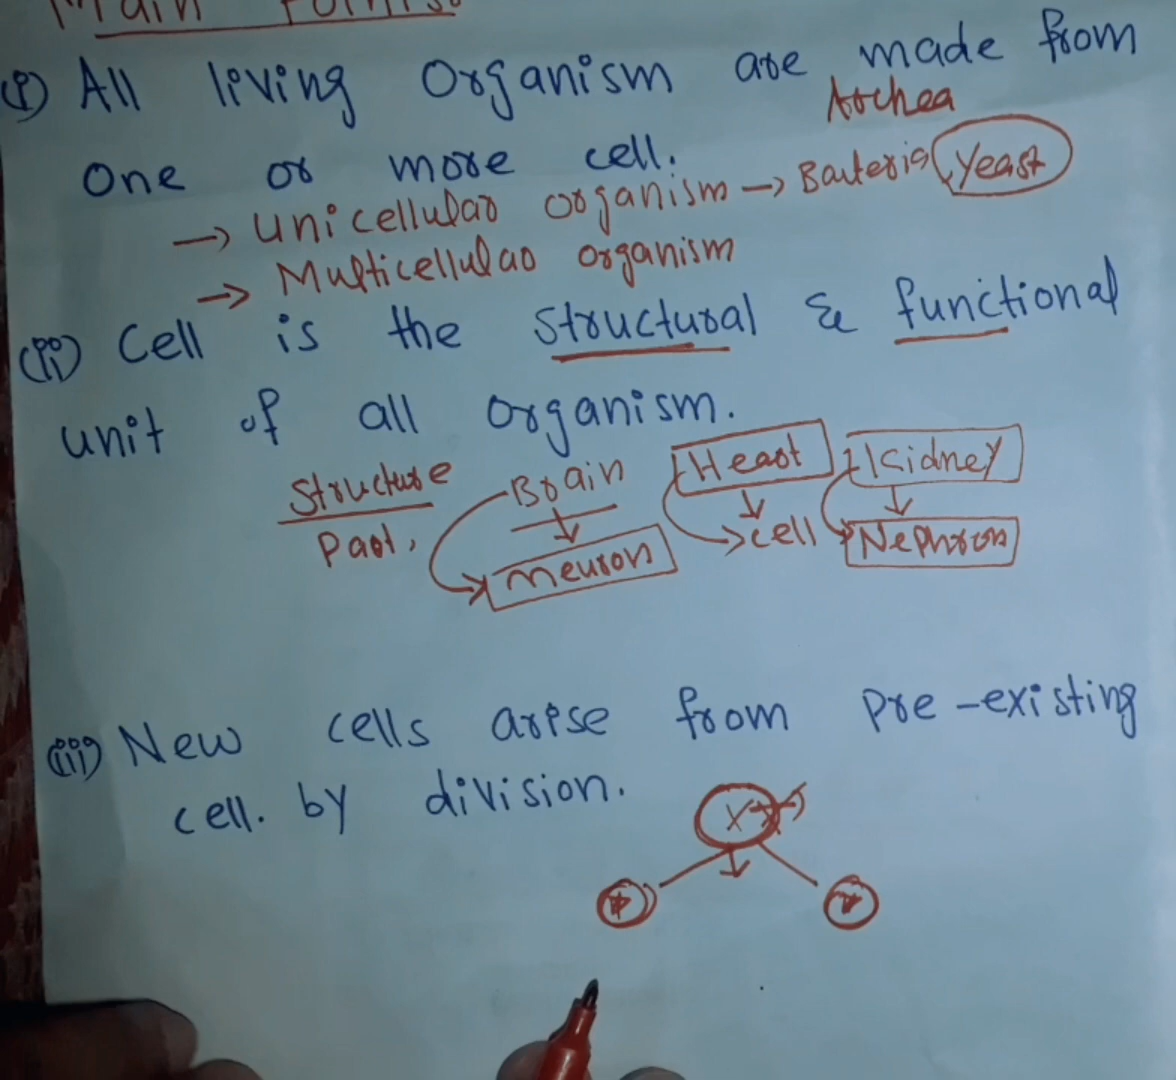 Main Points:
(i) All living Organism are made from
Archea
One or more cell.
→ Unicellular organism → Bacteria, Yeast
→ Multicellular organism
(ii) Cell is the structural & functional
unit of all organism.
Structure Brain Heart Kidney
Part, neuron cell Nephron
(iii) New cells arise from Pre-existing
cell. by division.